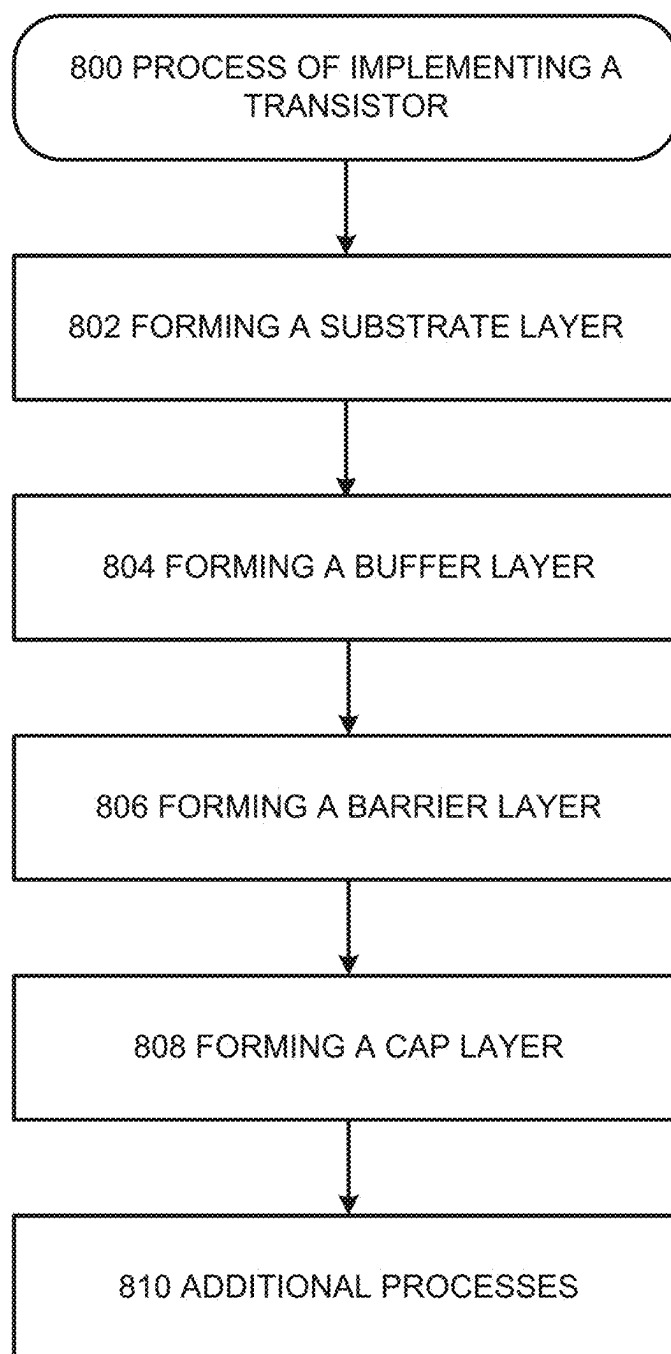 800 PROCESS OF IMPLEMENTING A
TRANSISTOR
802 FORMING A SUBSTRATE LAYER
804 FORMING A BUFFER LAYER
806 FORMING A BARRIER LAYER
808 FORMING A CAP LAYER
810 ADDITIONAL PROCESSES